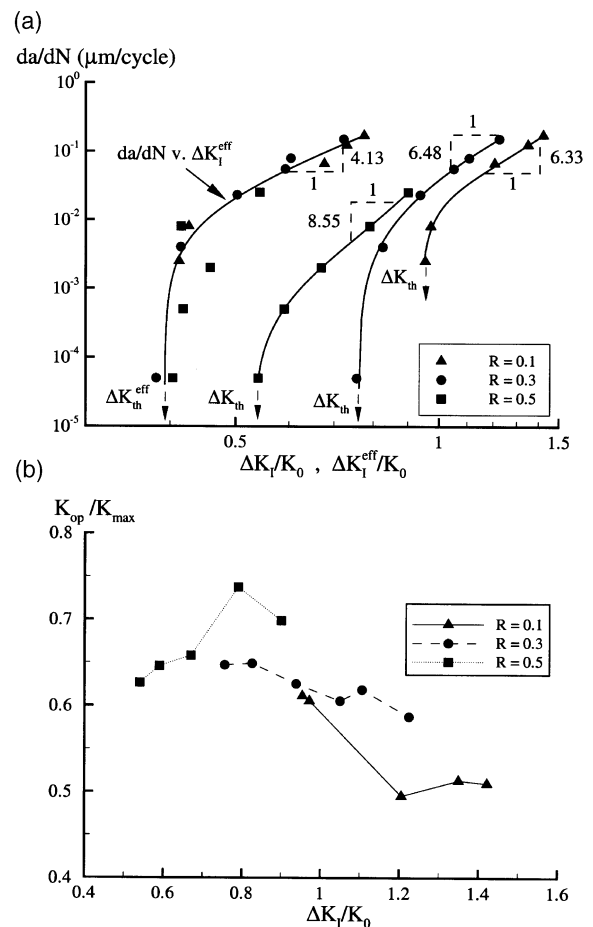 (a)
da/dN (μm/cycle)
10⁰
10⁻¹
10⁻²
10⁻³
10⁻⁴
10⁻⁵
da/dN v. ΔK_I^eff
1
4.13
1
6.48
1
6.33
1
8.55
ΔK_th
ΔK_th^eff
ΔK_th
ΔK_th
R = 0.1
R = 0.3
R = 0.5
0.5
1
1.5
ΔK_I/K_0 , ΔK_I^eff/K_0
(b)
K_op/K_max
0.8
0.7
0.6
0.5
0.4
R = 0.1
R = 0.3
R = 0.5
0.4
0.6
0.8
1
1.2
1.4
1.6
ΔK_I/K_0